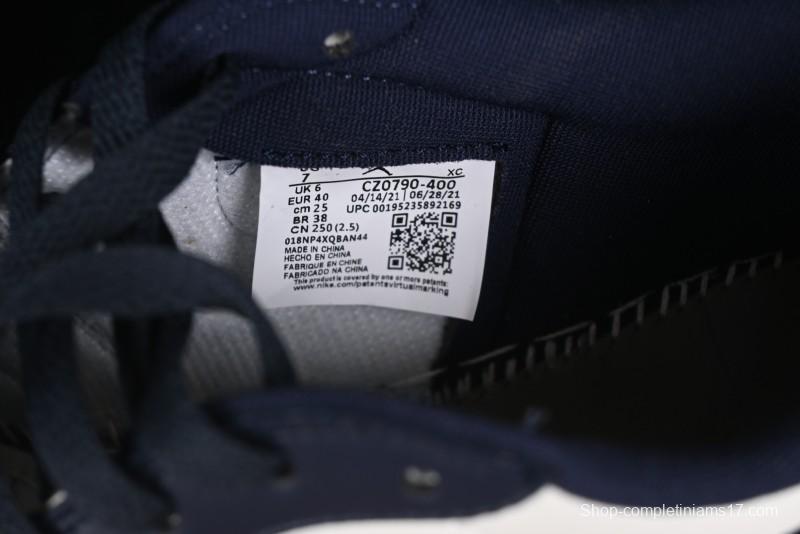 US
7
XC
UK 6
EUR 40
cm 25
BR 38
CN 250 (2.5)
CZ0790-400
04/14/21 | 06/28/21
UPC 00195235892169
018NP4XQBAN44
MADE IN CHINA
HECHO EN CHINA
FABRIQUE EN CHINE
FABRICADO NA CHINA
This product is covered by one or more patents:
www.nike.com/patentsvirtualmarking
Shop-completiniams17.com